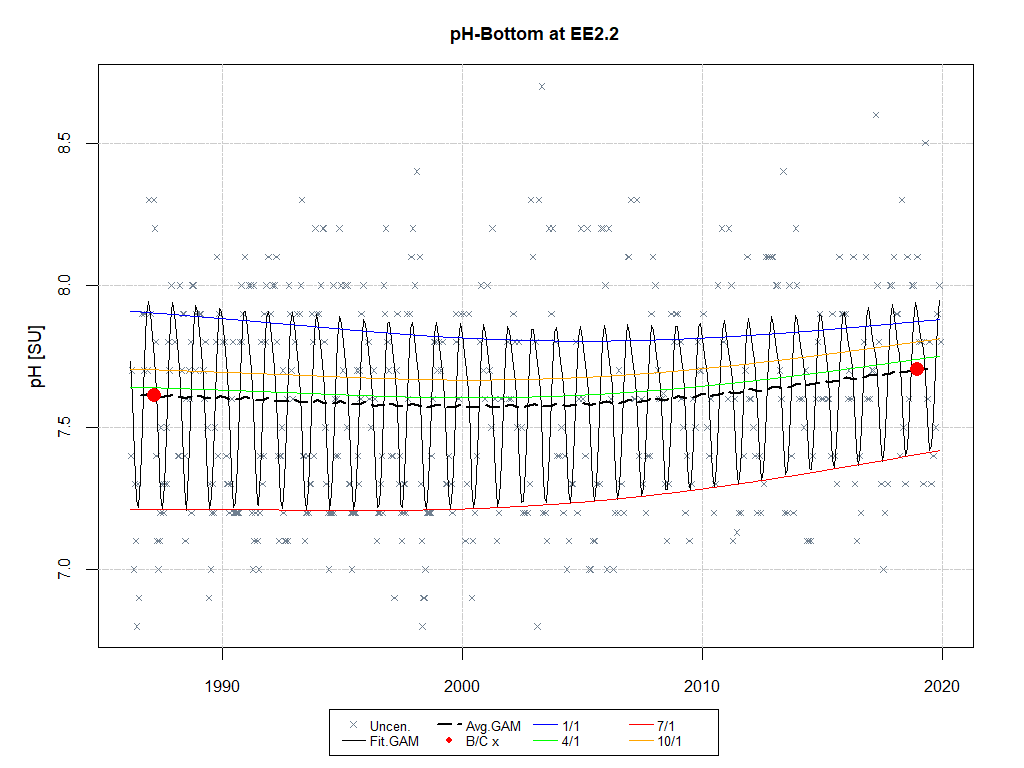 pH-Bottom at EE2.2
8.5
8.0
7.5
7.0
pH [SU]
1990 2000 2010 2020
Uncen. Avg.GAM 1/1 7/1
Fit.GAM B/C x 4/1 10/1